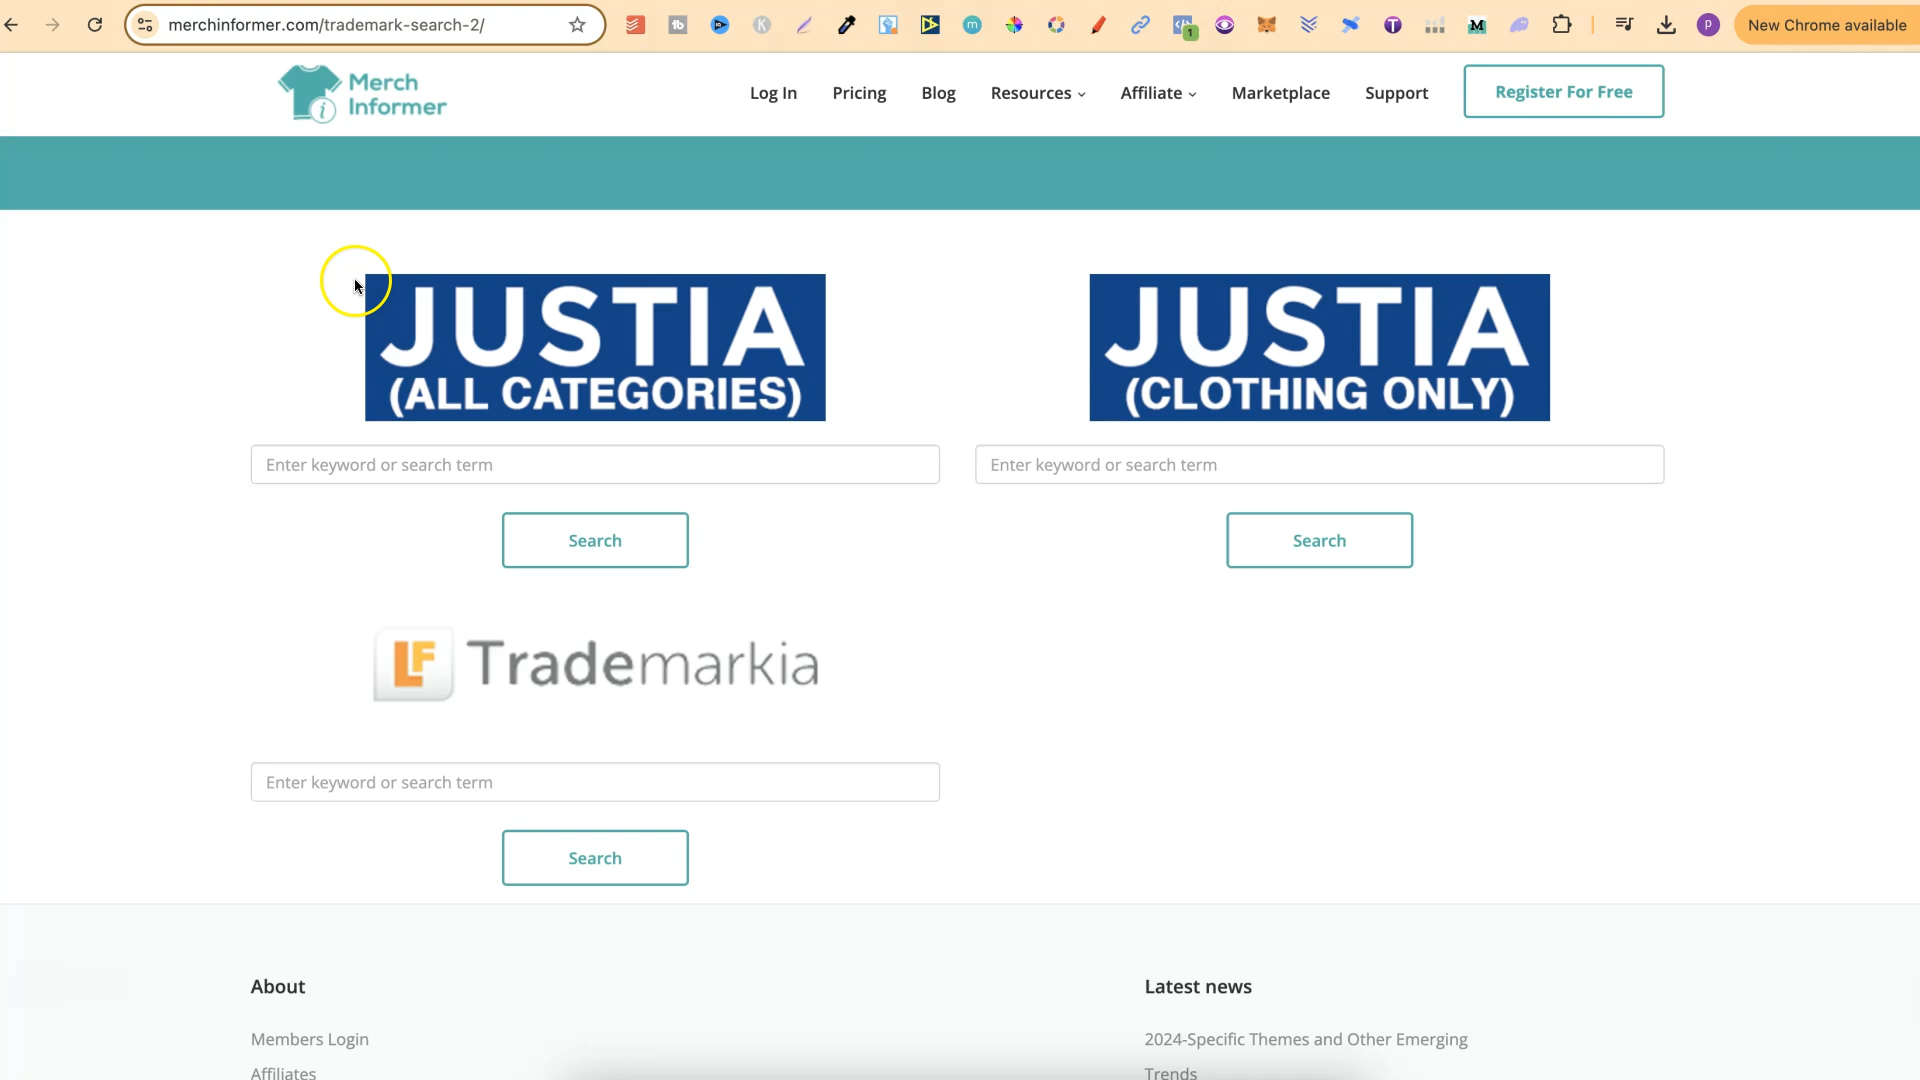 merchinformer.com/trademark-search-2/
New Chrome available
Merch
Informer
Log In
Pricing
Blog
Resources
Affiliate
Marketplace
Support
Register For Free
JUSTIA
(ALL CATEGORIES)
JUSTIA
(CLOTHING ONLY)
Enter keyword or search term
Enter keyword or search term
Search
Search
LF Trademarkia
Enter keyword or search term
Search
About
Latest news
Members Login
2024-Specific Themes and Other Emerging
Affiliates
Trends